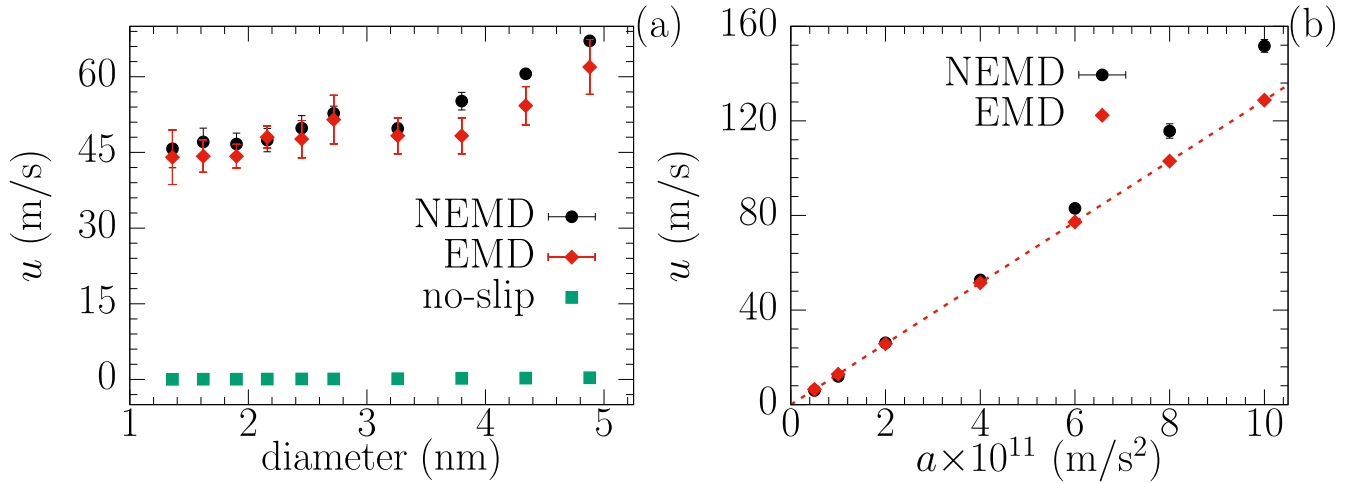 (a)
60
45
30
15
0
u (m/s)
NEMD
EMD
no-slip
1 2 3 4 5
diameter (nm)
(b)
160
120
80
40
0
u (m/s)
NEMD
EMD
0 2 4 6 8 10
a×10¹¹ (m/s²)